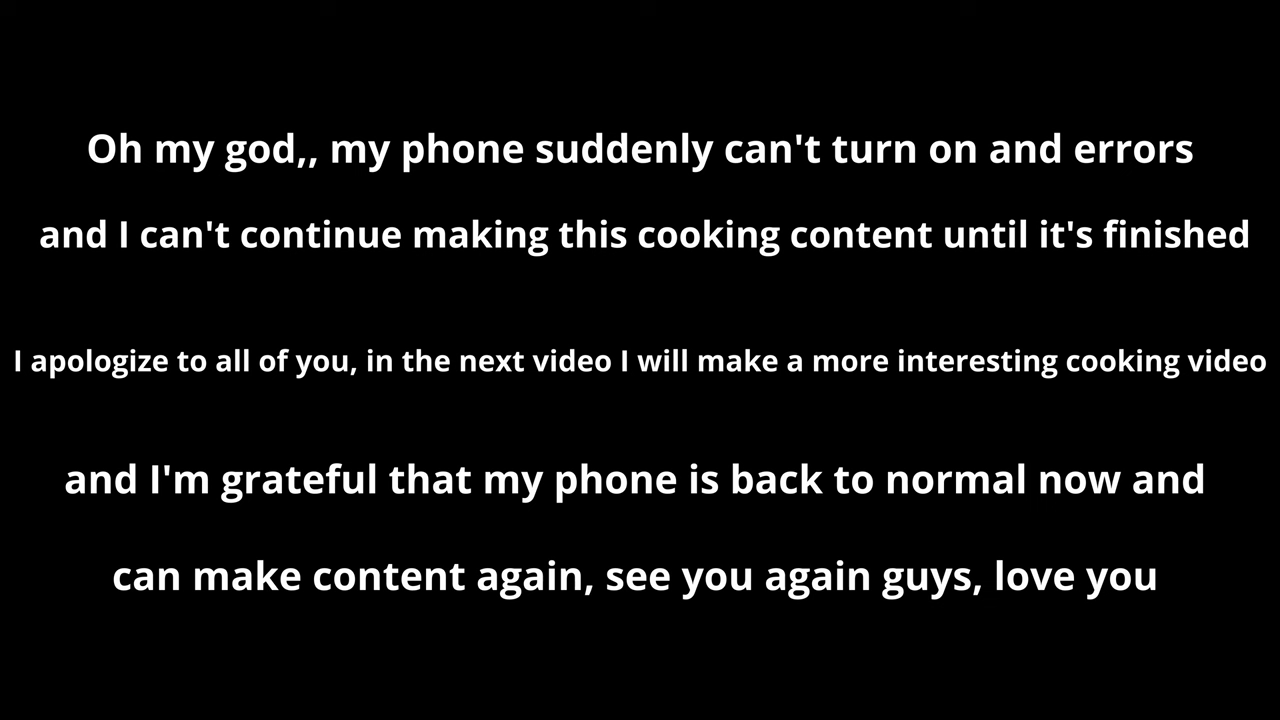 Oh my god,, my phone suddenly can't turn on and errors
and I can't continue making this cooking content until it's finished
I apologize to all of you, in the next video I will make a more interesting cooking video
and I'm grateful that my phone is back to normal now and
can make content again, see you again guys, love you